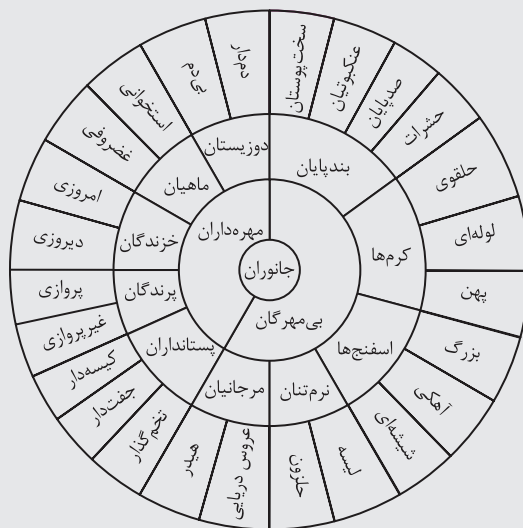 جانوران
مهره‌داران
بی‌مهرگان
دوزیستان
ماهیان
خزندگان
پرندگان
پستانداران
بندپایان
کرم‌ها
اسفنج‌ها
نرم‌تنان
مرجانیان
دم‌دار
بی‌دم
استخوانی
غضروفی
امروزی
دیروزی
پروازی
غیرپروازی
کیسه‌دار
جفت‌دار
تخم‌گذار
سخت‌پوستان
عنکبوتیان
صدپایان
حشرات
حلقوی
لوله‌ای
پهن
بزرگ
آهکی
شیشه‌ای
لیسه
حلزون
عروس دریایی
هیدر